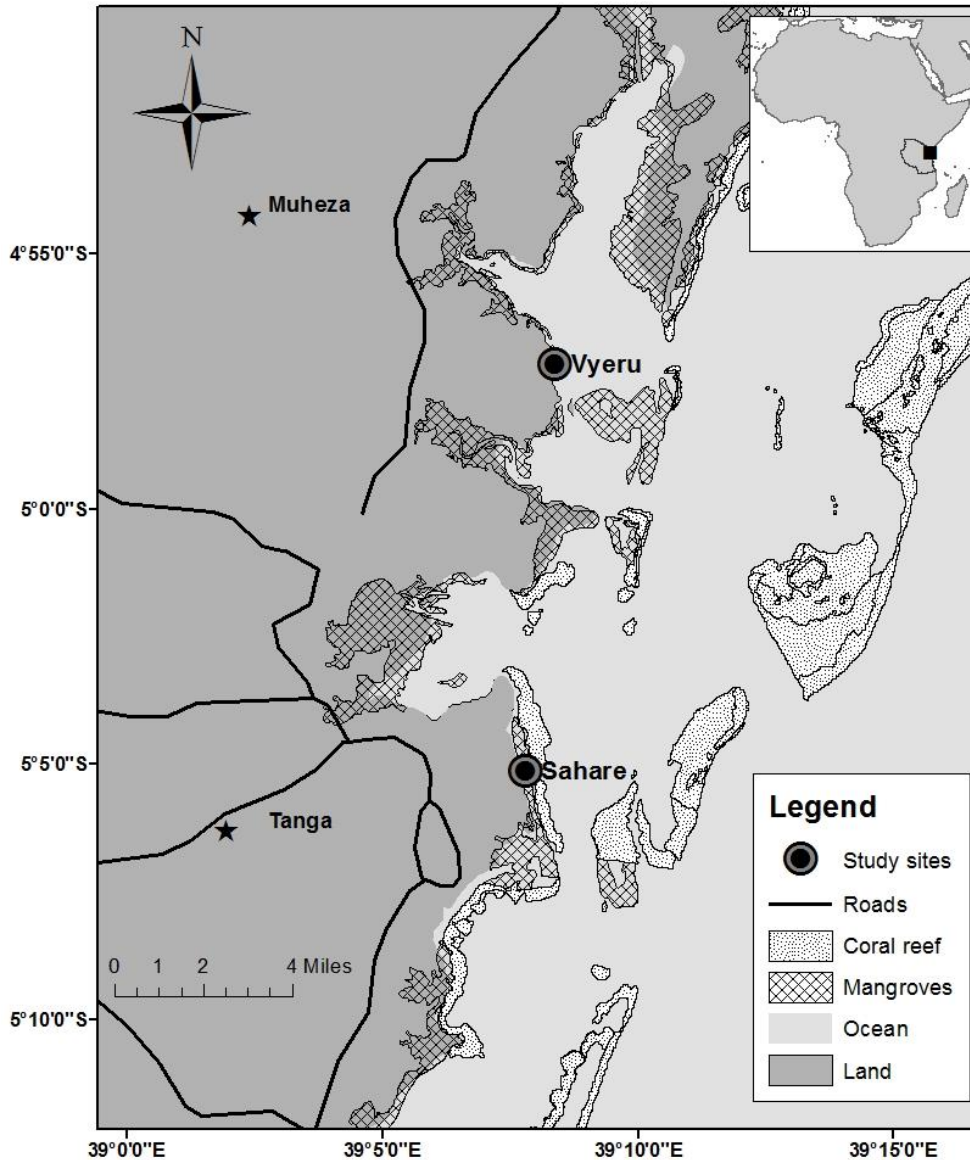 N
Muheza
4°55'0"S
Vyeru
5°0'0"S
5°5'0"S
Sahare
Tanga
Legend
Study sites
Roads
Coral reef
Mangroves
Ocean
Land
0 1 2 4 Miles
5°10'0"S
39°0'0"E 39°5'0"E 39°10'0"E 39°15'0"E